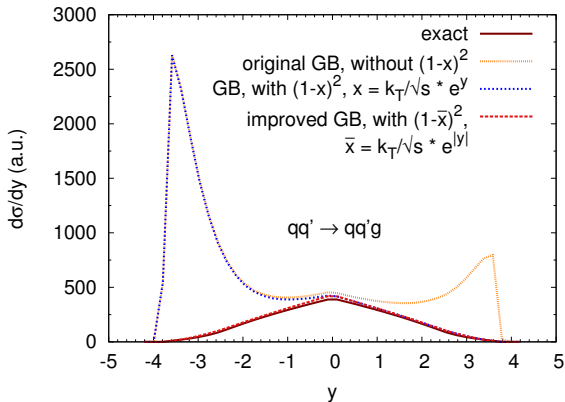 3000
2500
2000
1500
1000
500
0
dσ/dy (a.u.)
exact
original GB, without (1-x)²
GB, with (1-x)², x = k_T/√s * e^y
improved GB, with (1-x̄)²,
x̄ = k_T/√s * e^|y|
qq' → qq'g
-5 -4 -3 -2 -1 0 1 2 3 4 5
y